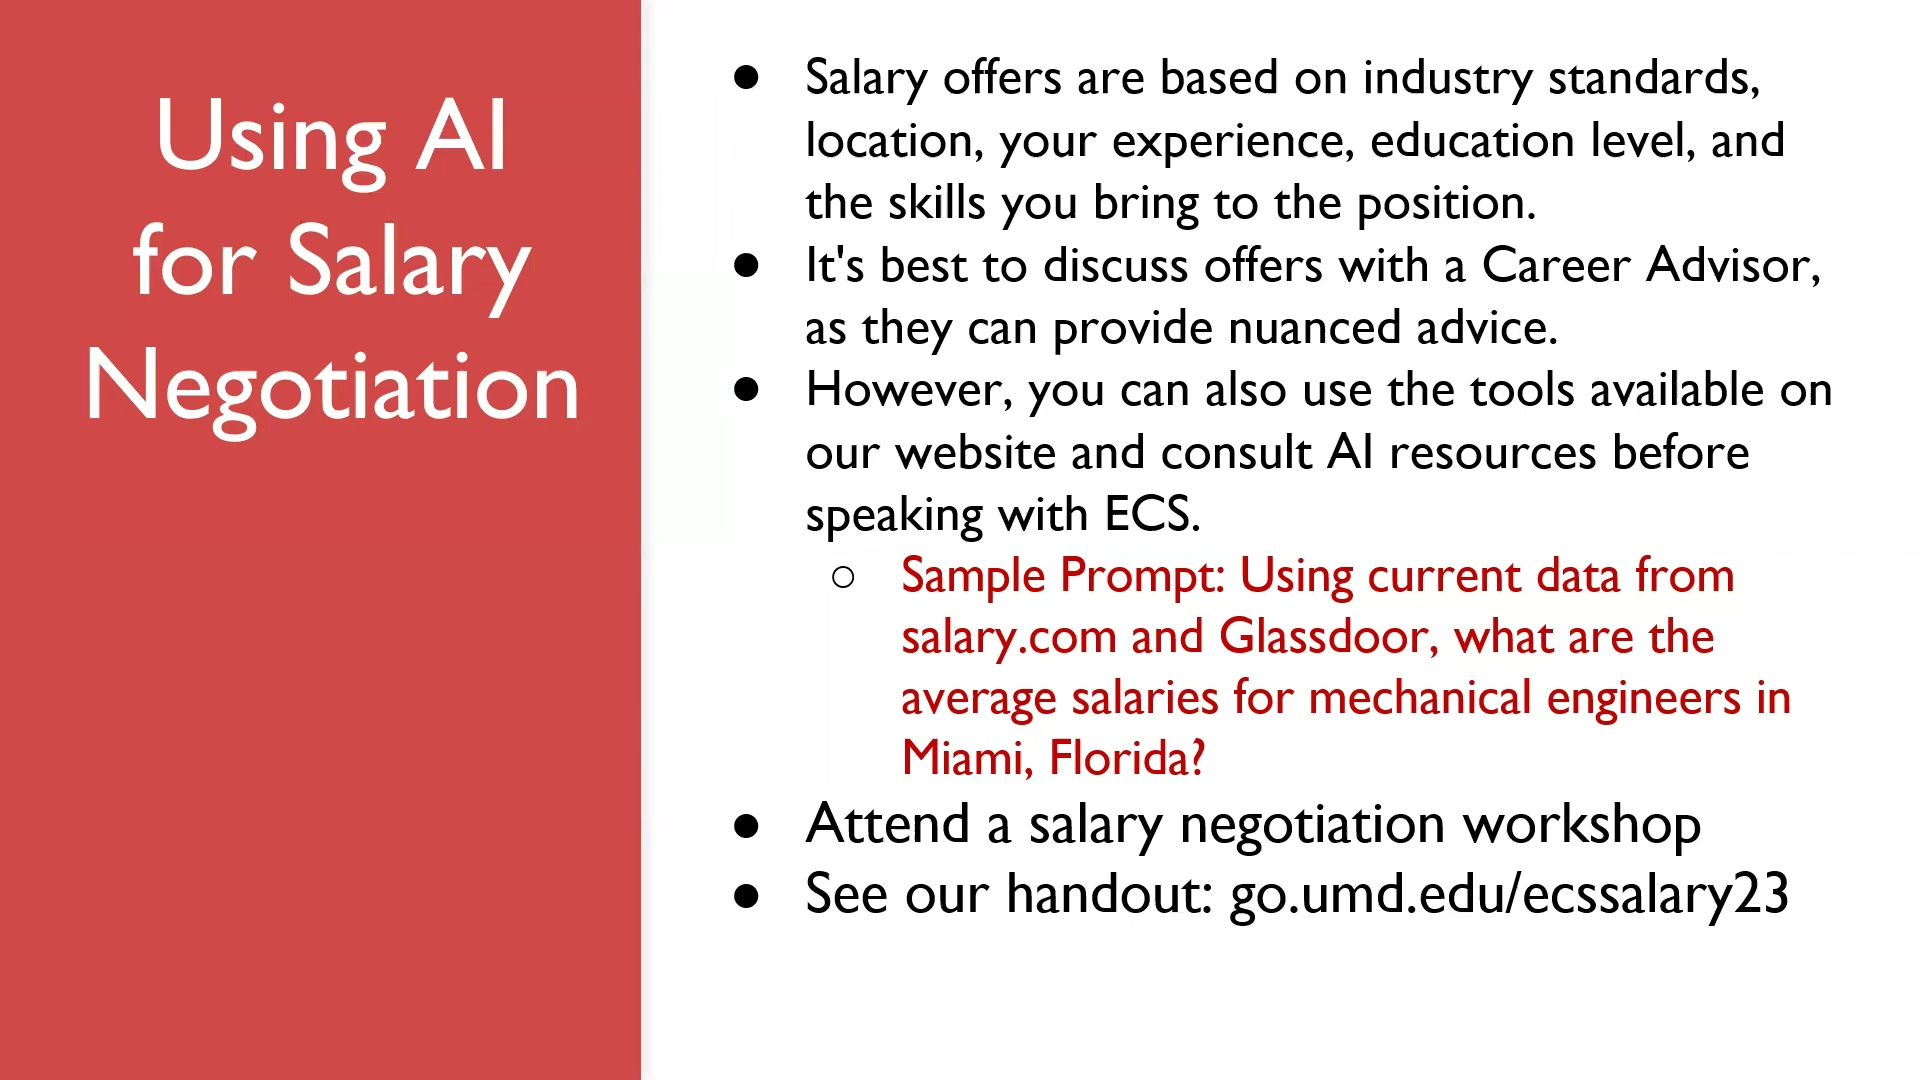 Using AI
for Salary
Negotiation
● Salary offers are based on industry standards,
location, your experience, education level, and
the skills you bring to the position.
● It's best to discuss offers with a Career Advisor,
as they can provide nuanced advice.
● However, you can also use the tools available on
our website and consult AI resources before
speaking with ECS.
○ Sample Prompt: Using current data from
salary.com and Glassdoor, what are the
average salaries for mechanical engineers in
Miami, Florida?
● Attend a salary negotiation workshop
● See our handout: go.umd.edu/ecssalary23